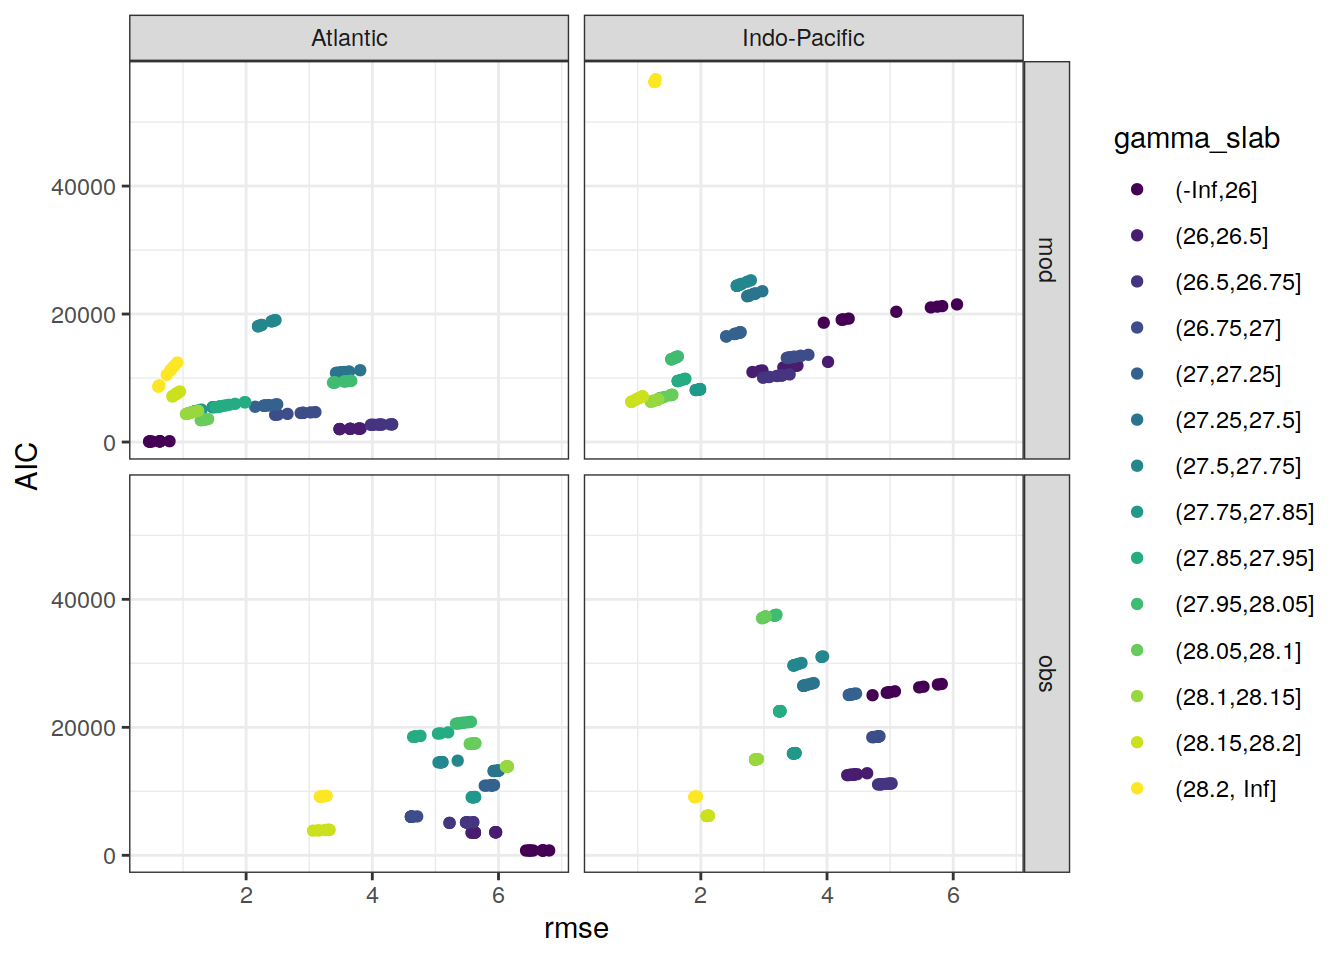 Atlantic
Indo-Pacific
mod
obs
40000
20000
0
40000
20000
0
AIC
2
4
6
2
4
6
rmse
gamma_slab
(-Inf,26]
(26,26.5]
(26.5,26.75]
(26.75,27]
(27,27.25]
(27.25,27.5]
(27.5,27.75]
(27.75,27.85]
(27.85,27.95]
(27.95,28.05]
(28.05,28.1]
(28.1,28.15]
(28.15,28.2]
(28.2, Inf]